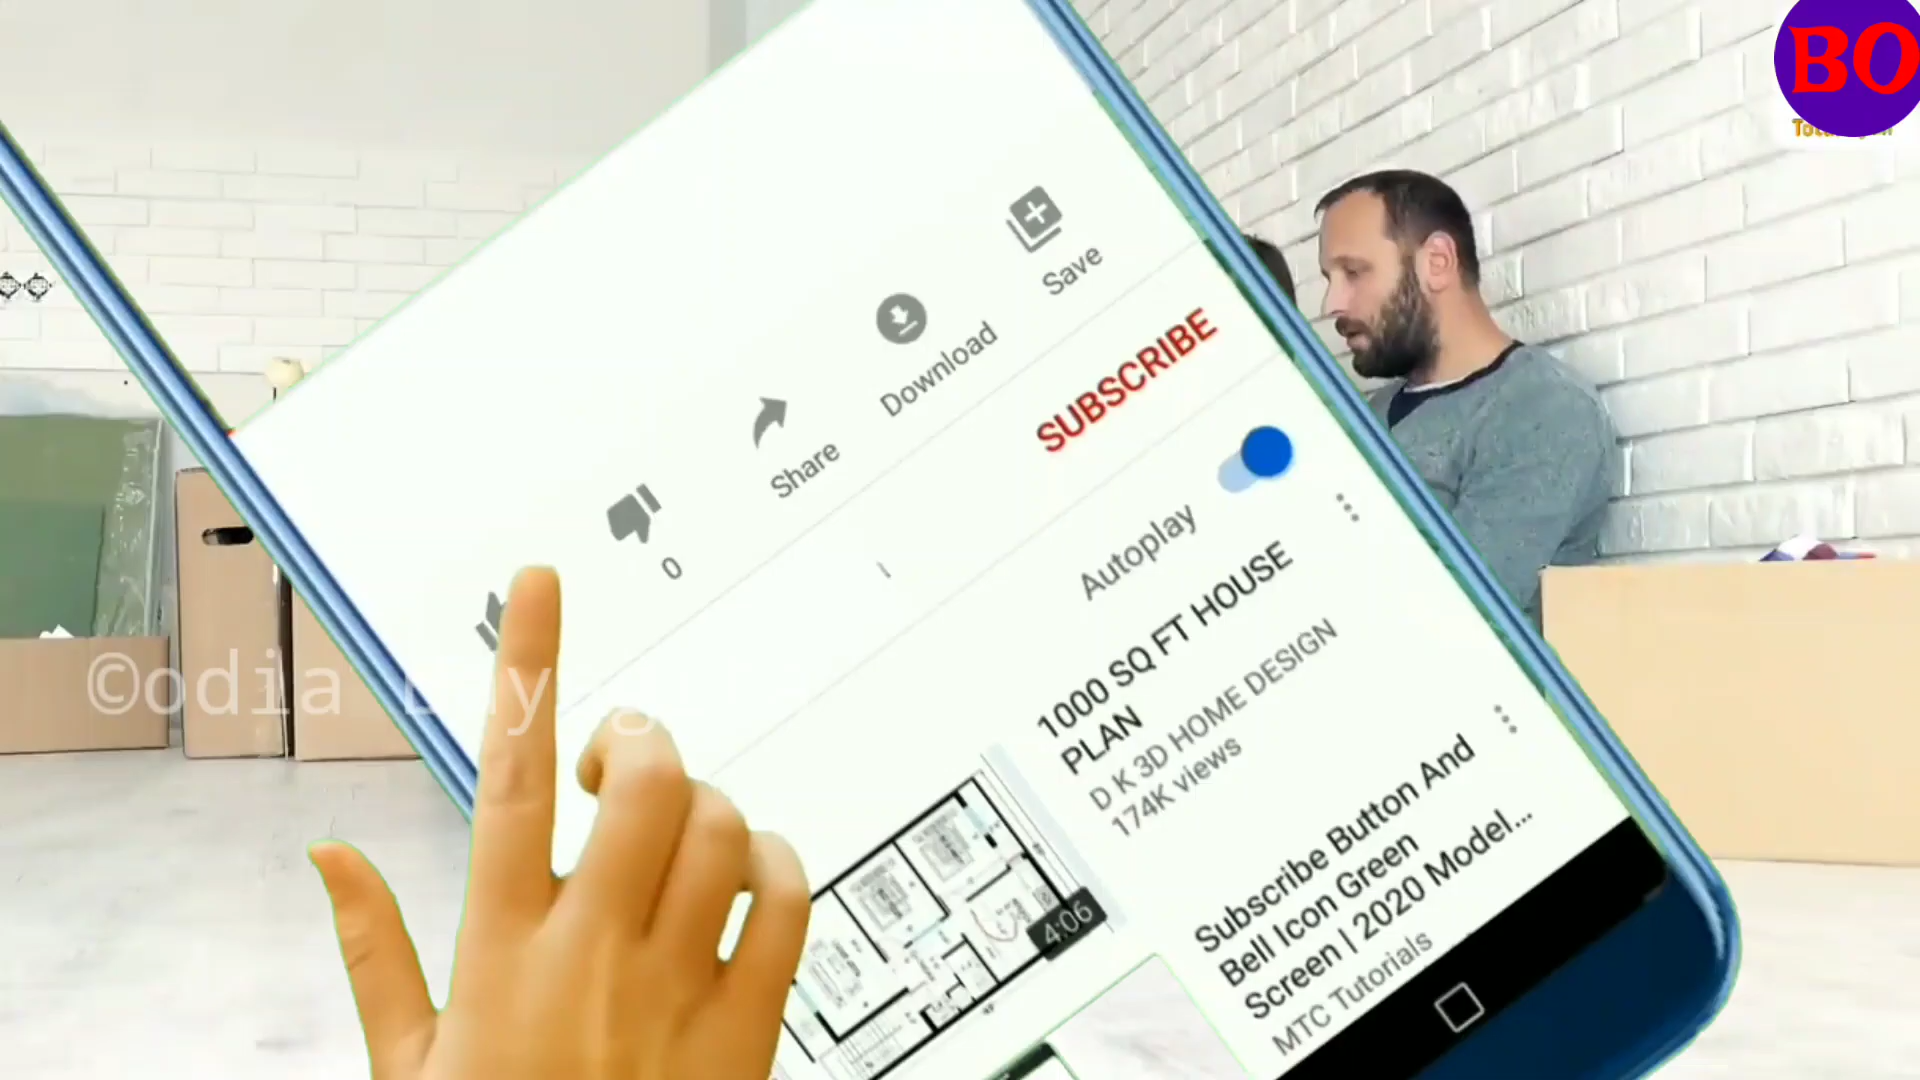 BO
Save
Download
Share
0
SUBSCRIBE
Autoplay
1000 SQ FT HOUSE
PLAN
D K 3D HOME DESIGN
174K views
4:06
Subscribe Button And
Bell Icon Green
Screen | 2020 Model...
MTC Tutorials
©odia